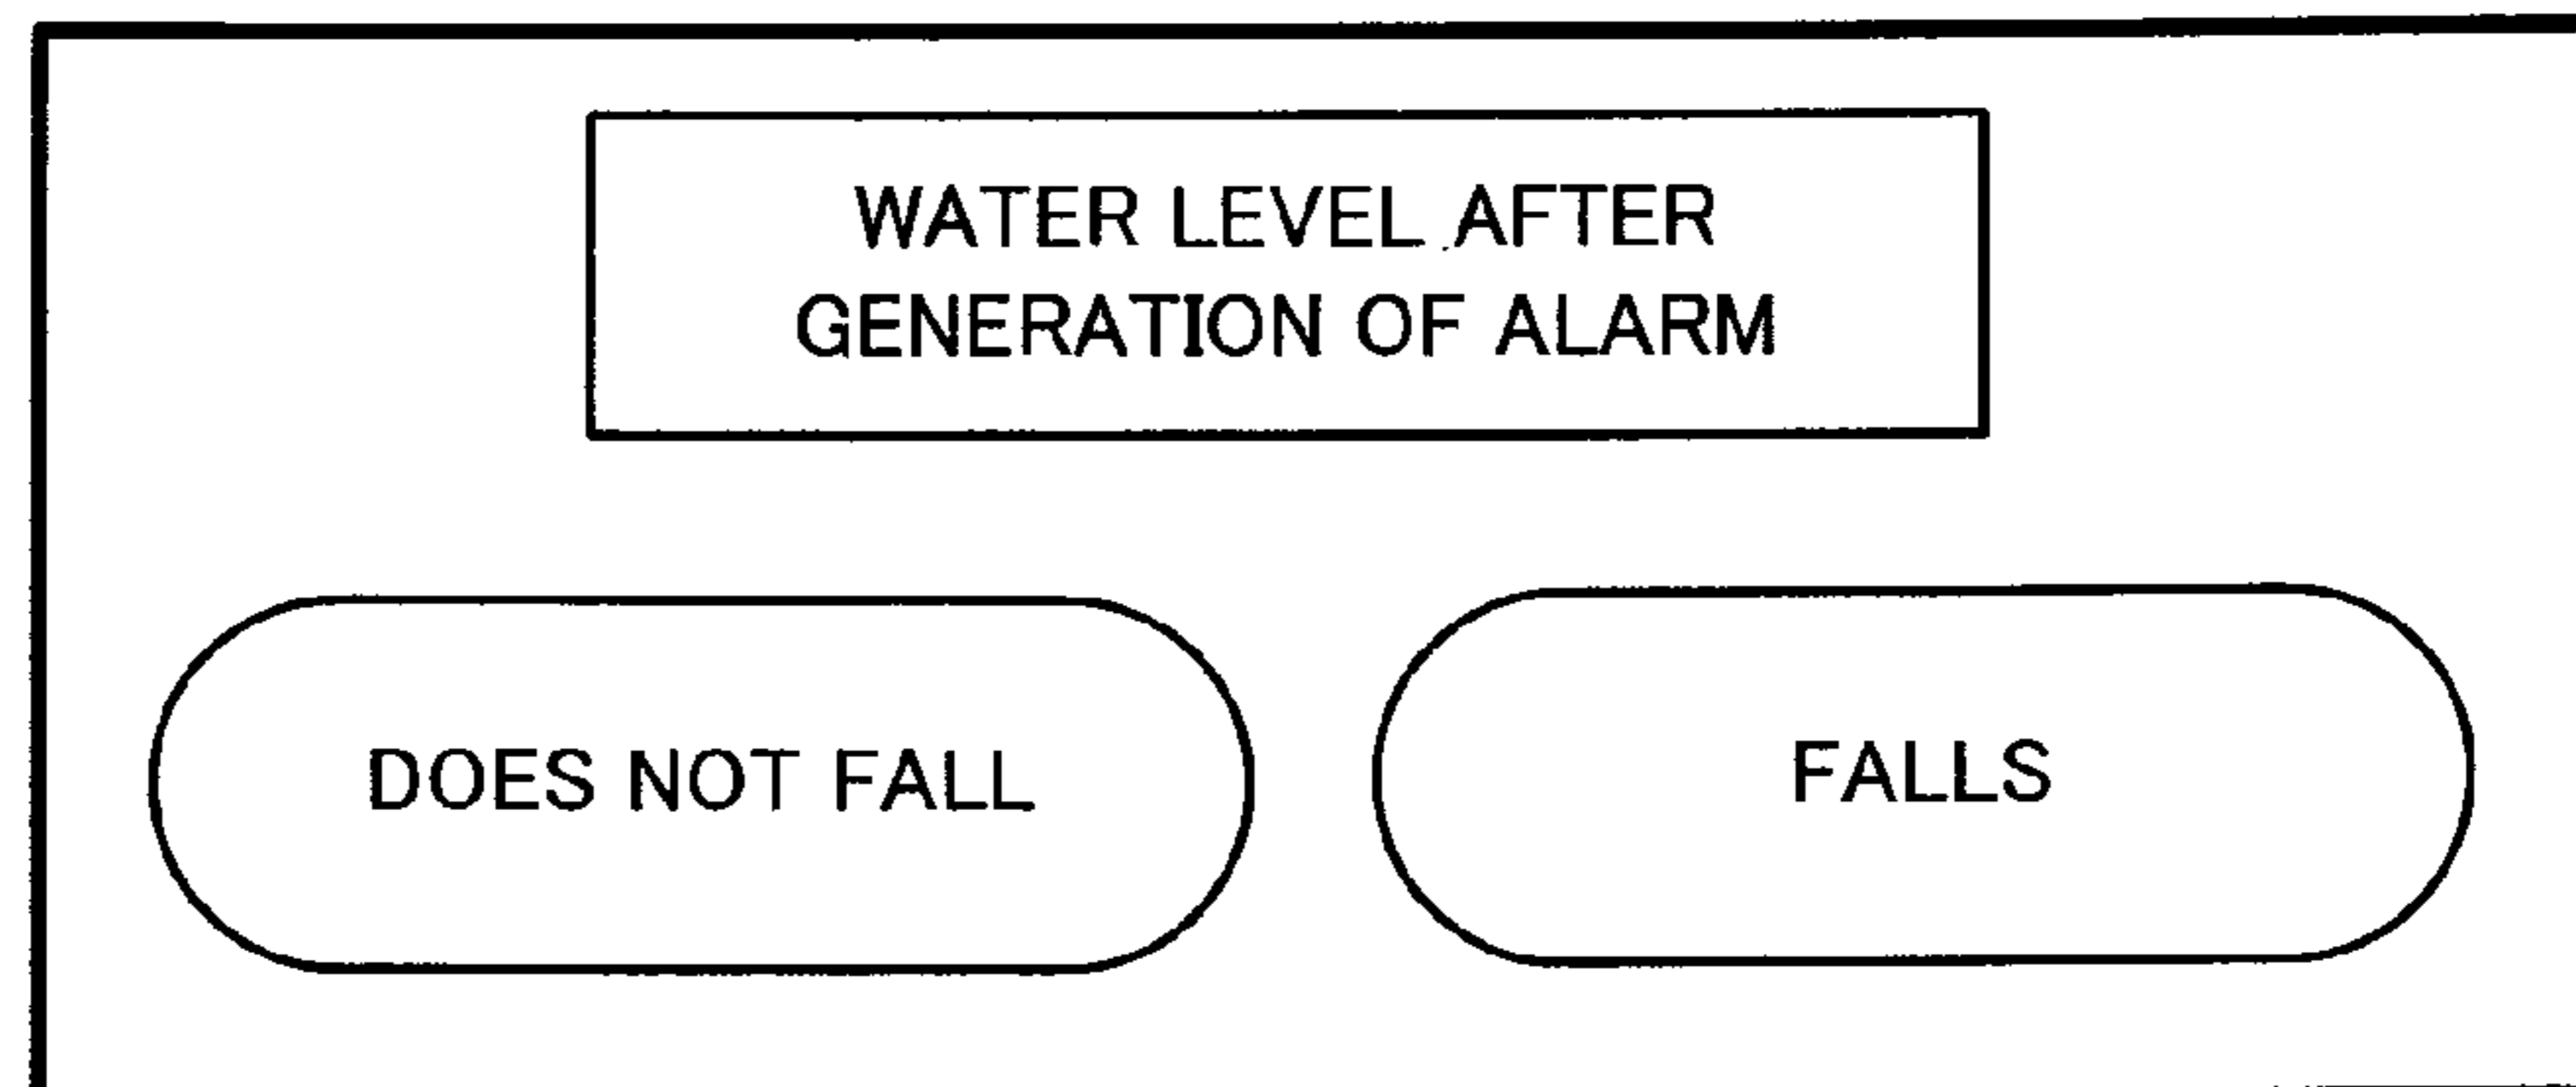 WATER LEVEL AFTER
GENERATION OF ALARM
DOES NOT FALL
FALLS